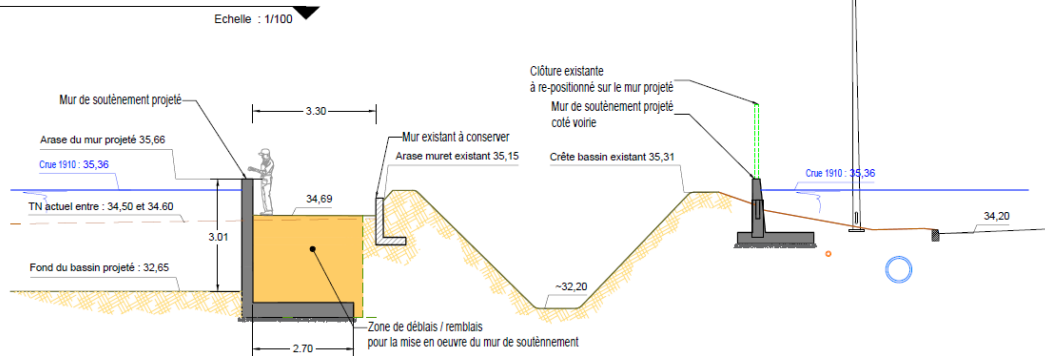 Echelle : 1/100
Clôture existante
à re-positionné sur le mur projeté
Mur de soutènement projeté
coté voirie
Mur de soutènement projeté
3.30
Mur existant à conserver
Arase du mur projeté 35,66
Arase muret existant 35,15
Crête bassin existant 35,31
Crue 1910 : 35,36
Crue 1910 : 35,36
TN actuel entre : 34,50 et 34.60
34,69
34,20
3.01
Fond du bassin projeté : 32,65
~32,20
Zone de déblais / remblais
pour la mise en oeuvre du mur de soutènnement
2.70